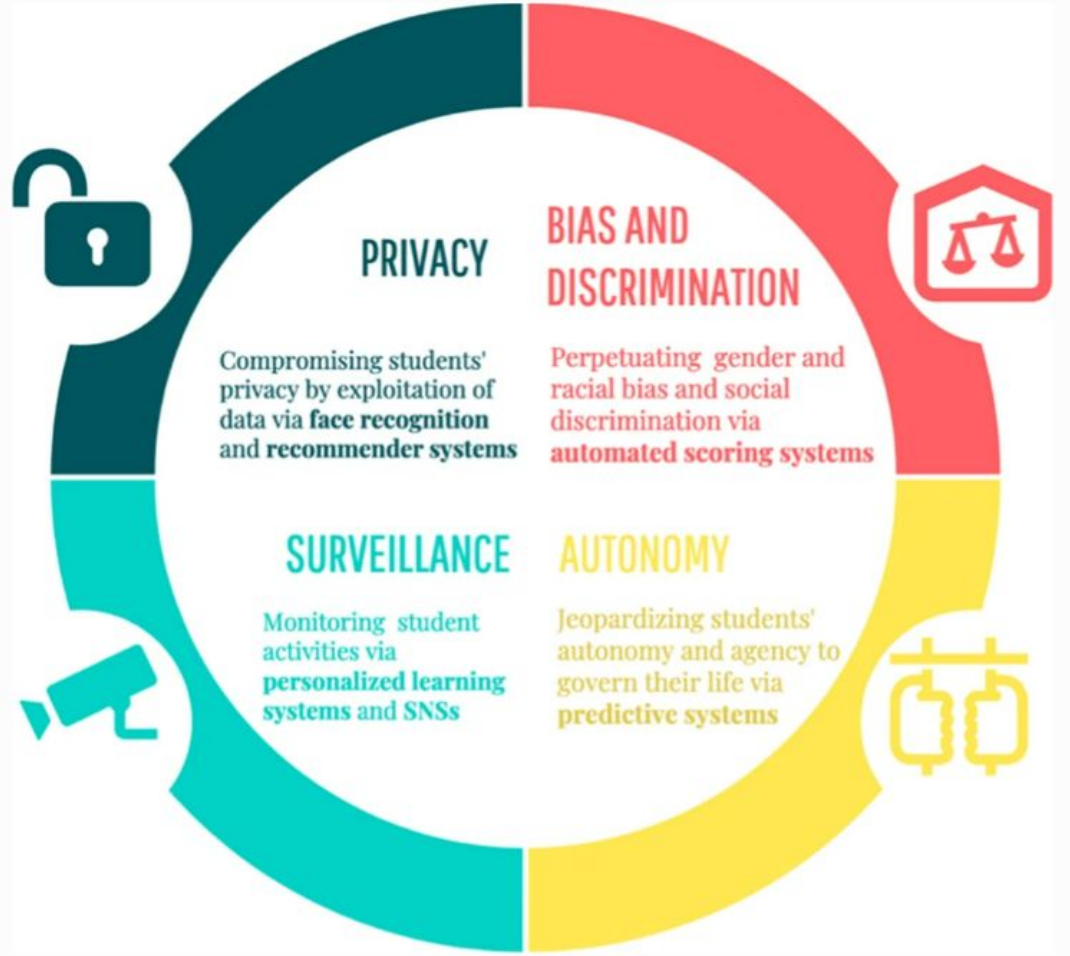 PRIVACY
Compromising students'
privacy by exploitation of
data via face recognition
and recommender systems
BIAS AND
DISCRIMINATION
Perpetuating gender and
racial bias and social
discrimination via
automated scoring systems
SURVEILLANCE
Monitoring student
activities via
personalized learning
systems and SNSs
AUTONOMY
Jeopardizing students'
autonomy and agency to
govern their life via
predictive systems